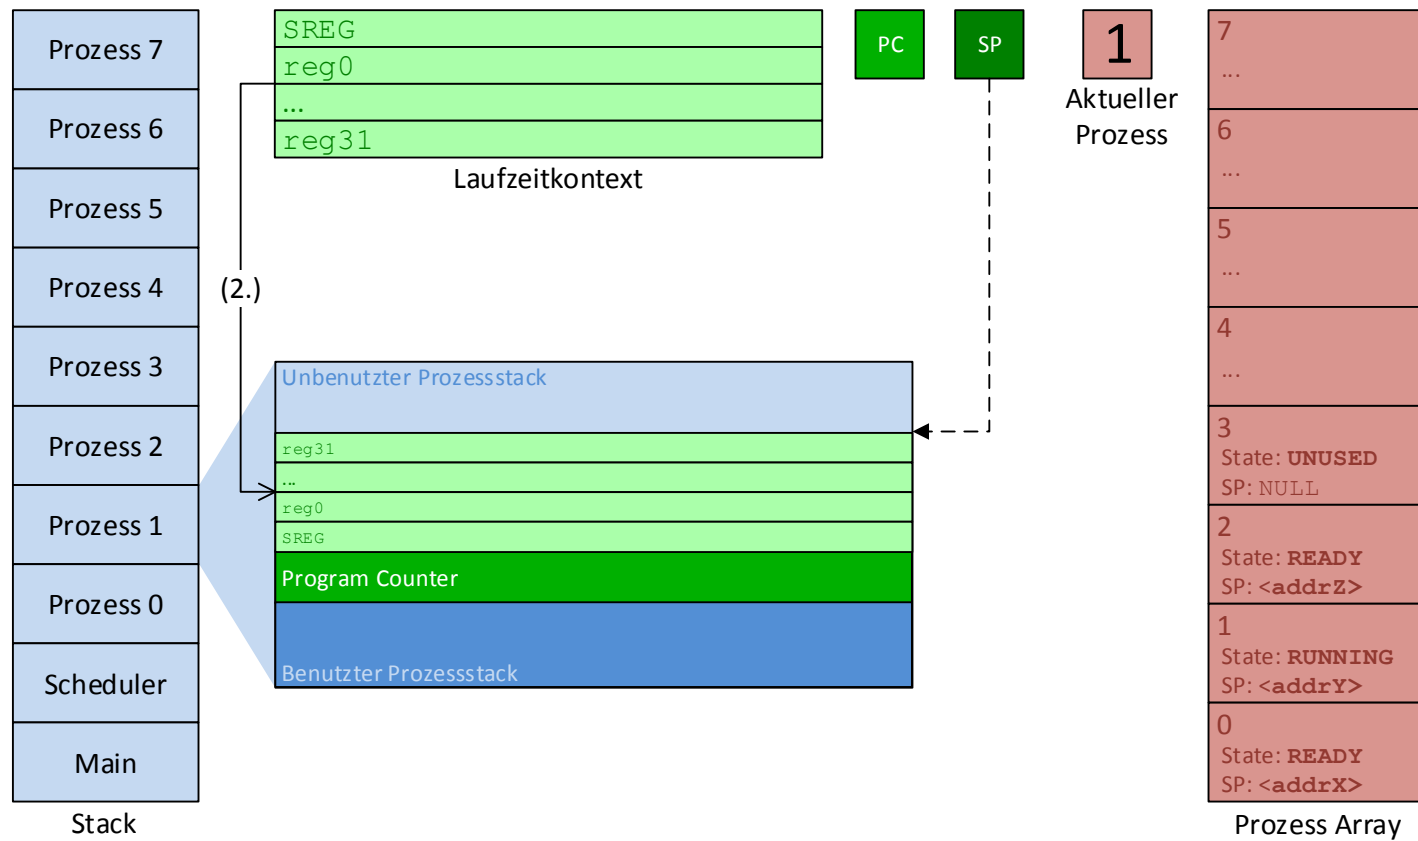 Prozess 7
Prozess 6
Prozess 5
Prozess 4
Prozess 3
Prozess 2
Prozess 1
Prozess 0
Scheduler
Main
Stack
SREG
reg0
...
reg31
Laufzeitkontext
(2.)
Unbenutzter Prozessstack
reg31
...
reg0
SREG
Program Counter
Benutzter Prozessstack
PC
SP
1
Aktueller
Prozess
7
...
6
...
5
...
4
...
3
State: UNUSED
SP: NULL
2
State: READY
SP: <addrZ>
1
State: RUNNING
SP: <addrY>
0
State: READY
SP: <addrX>
Prozess Array